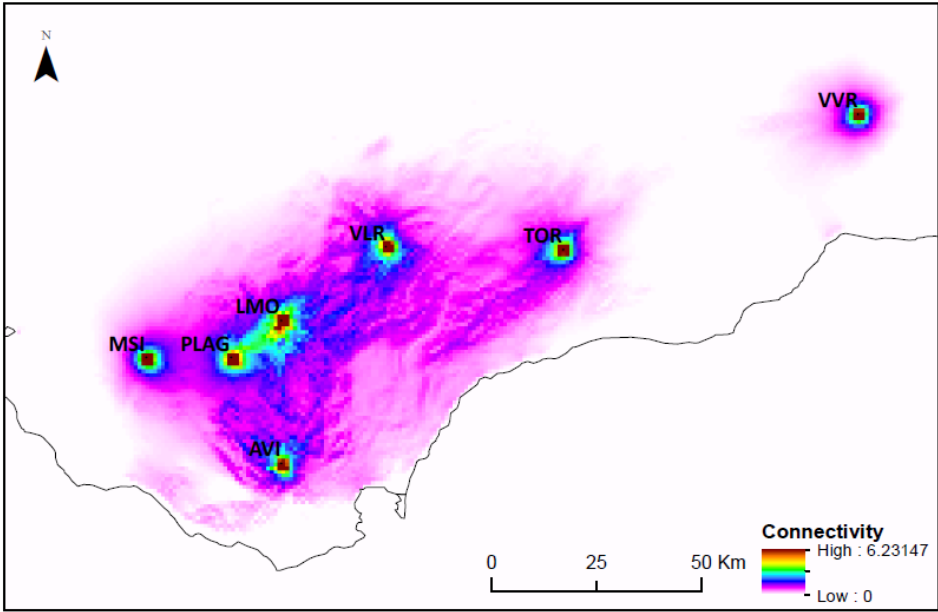 N
VVR
VLR
TOR
LMO
MSI
PLAG
AVI
Connectivity
High : 6.23147
Low : 0
0 25 50 Km